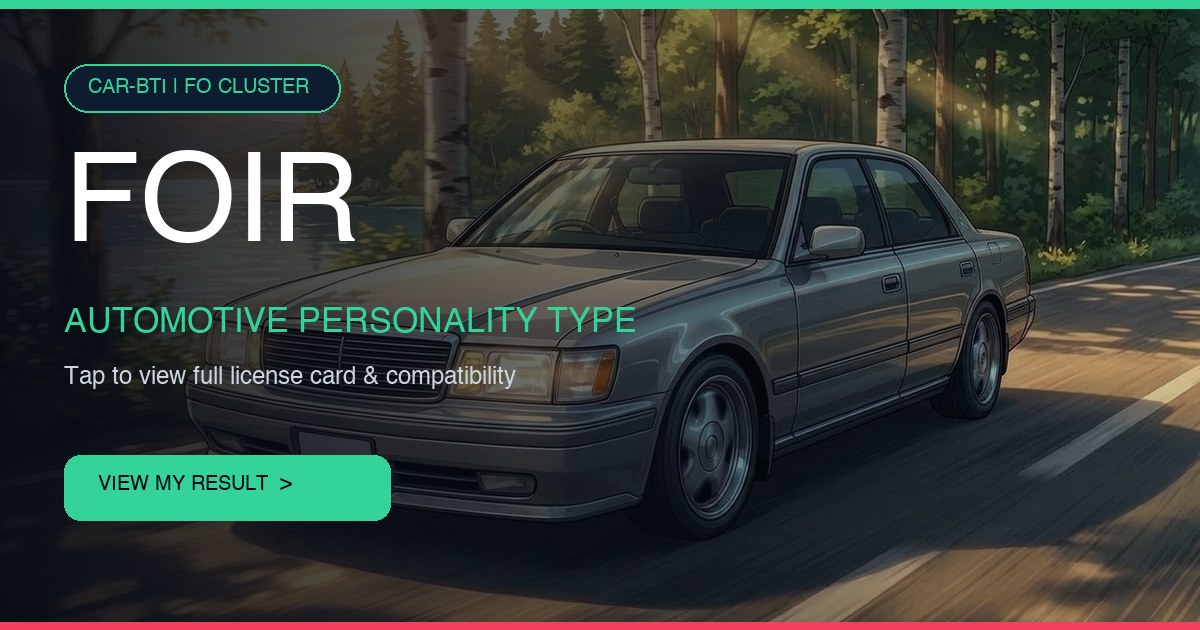 CAR-BTI | FO CLUSTER
FOIR
AUTOMOTIVE PERSONALITY TYPE
Tap to view full license card & compatibility
VIEW MY RESULT >